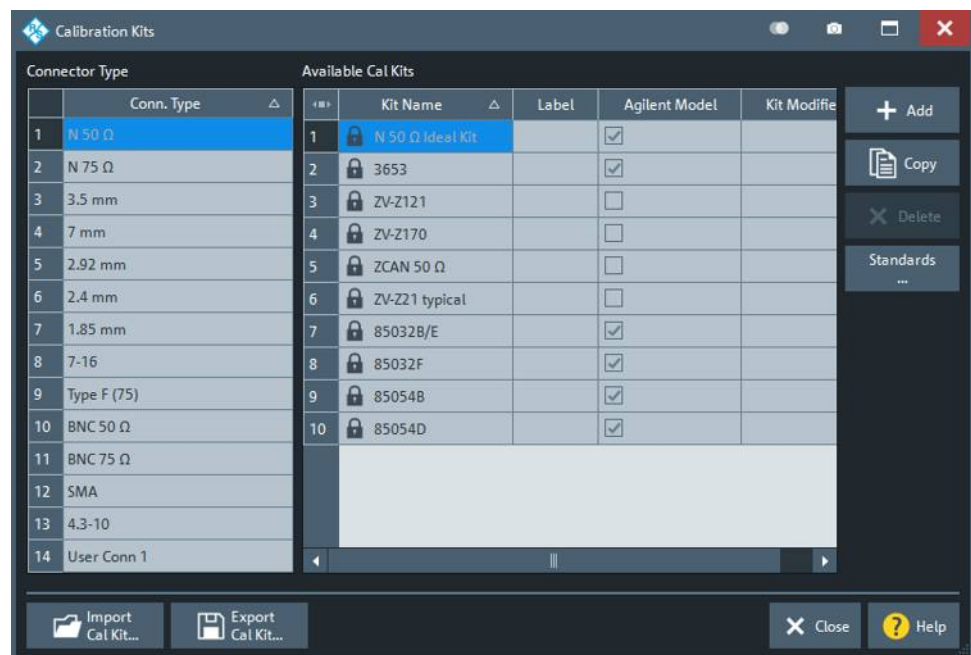 Calibration Kits
Connector Type
Available Cal Kits
Conn. Type
Kit Name Label Agilent Model Kit Modifie
1 N 50 Ω
2 N 75 Ω
3 3.5 mm
4 7 mm
5 2.92 mm
6 2.4 mm
7 1.85 mm
8 7-16
9 Type F (75)
10 BNC 50 Ω
11 BNC 75 Ω
12 SMA
13 4.3-10
14 User Conn 1
1 N 50 Ω Ideal Kit
2 3653
3 ZV-Z121
4 ZV-Z170
5 ZCAN 50 Ω
6 ZV-Z21 typical
7 85032B/E
8 85032F
9 85054B
10 85054D
Add
Copy
Delete
Standards
...
Import
Cal Kit...
Export
Cal Kit...
Close
? Help